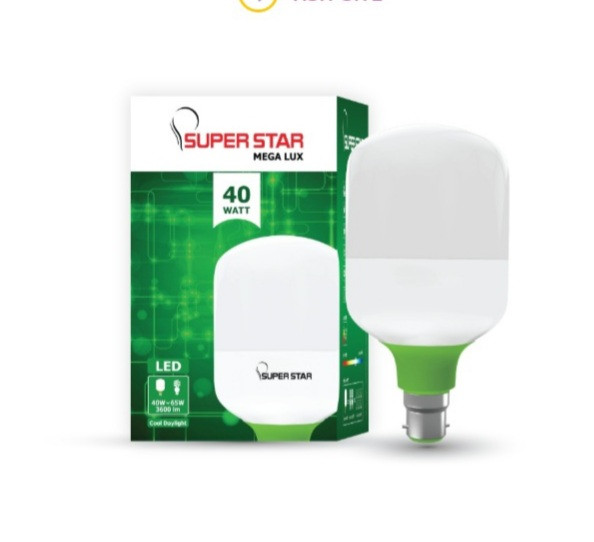 SUPER STAR
MEGA LUX
40
WATT
SUPER STAR
LED
40W~65W
3600 lm
Cool Daylight